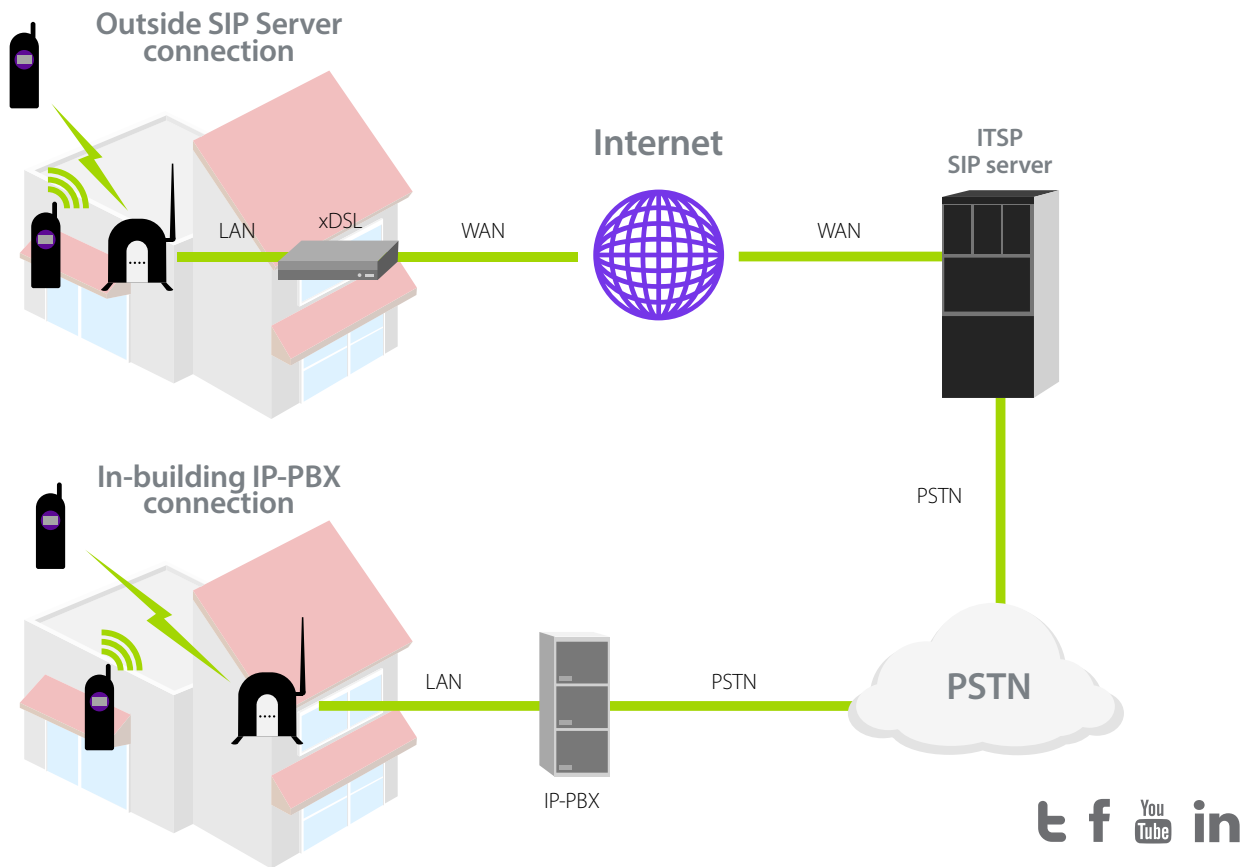 Outside SIP Server
connection
Internet
ITSP
SIP server
LAN
xDSL
WAN
WAN
In-building IP-PBX
connection
PSTN
LAN
PSTN
PSTN
IP-PBX
You
Tube
in